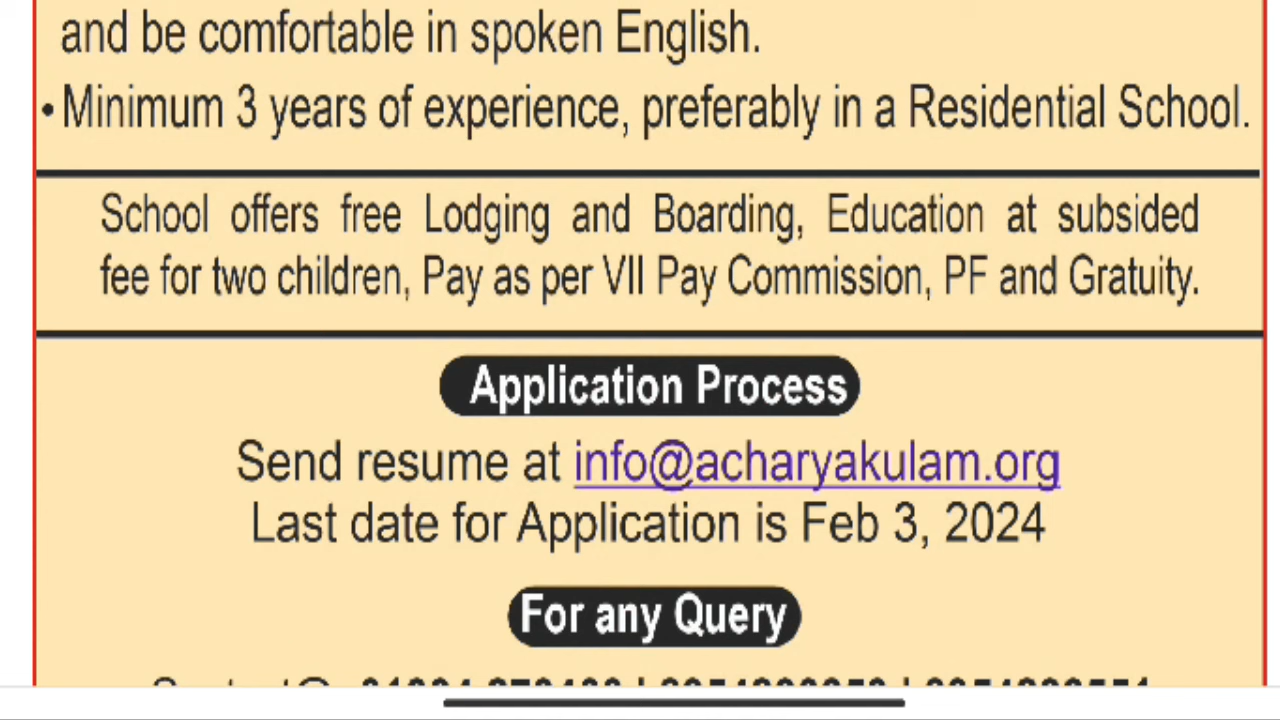 and be comfortable in spoken English.
• Minimum 3 years of experience, preferably in a Residential School.
School offers free Lodging and Boarding, Education at subsided
fee for two children, Pay as per VII Pay Commission, PF and Gratuity.
Application Process
Send resume at info@acharyakulam.org
Last date for Application is Feb 3, 2024
For any Query